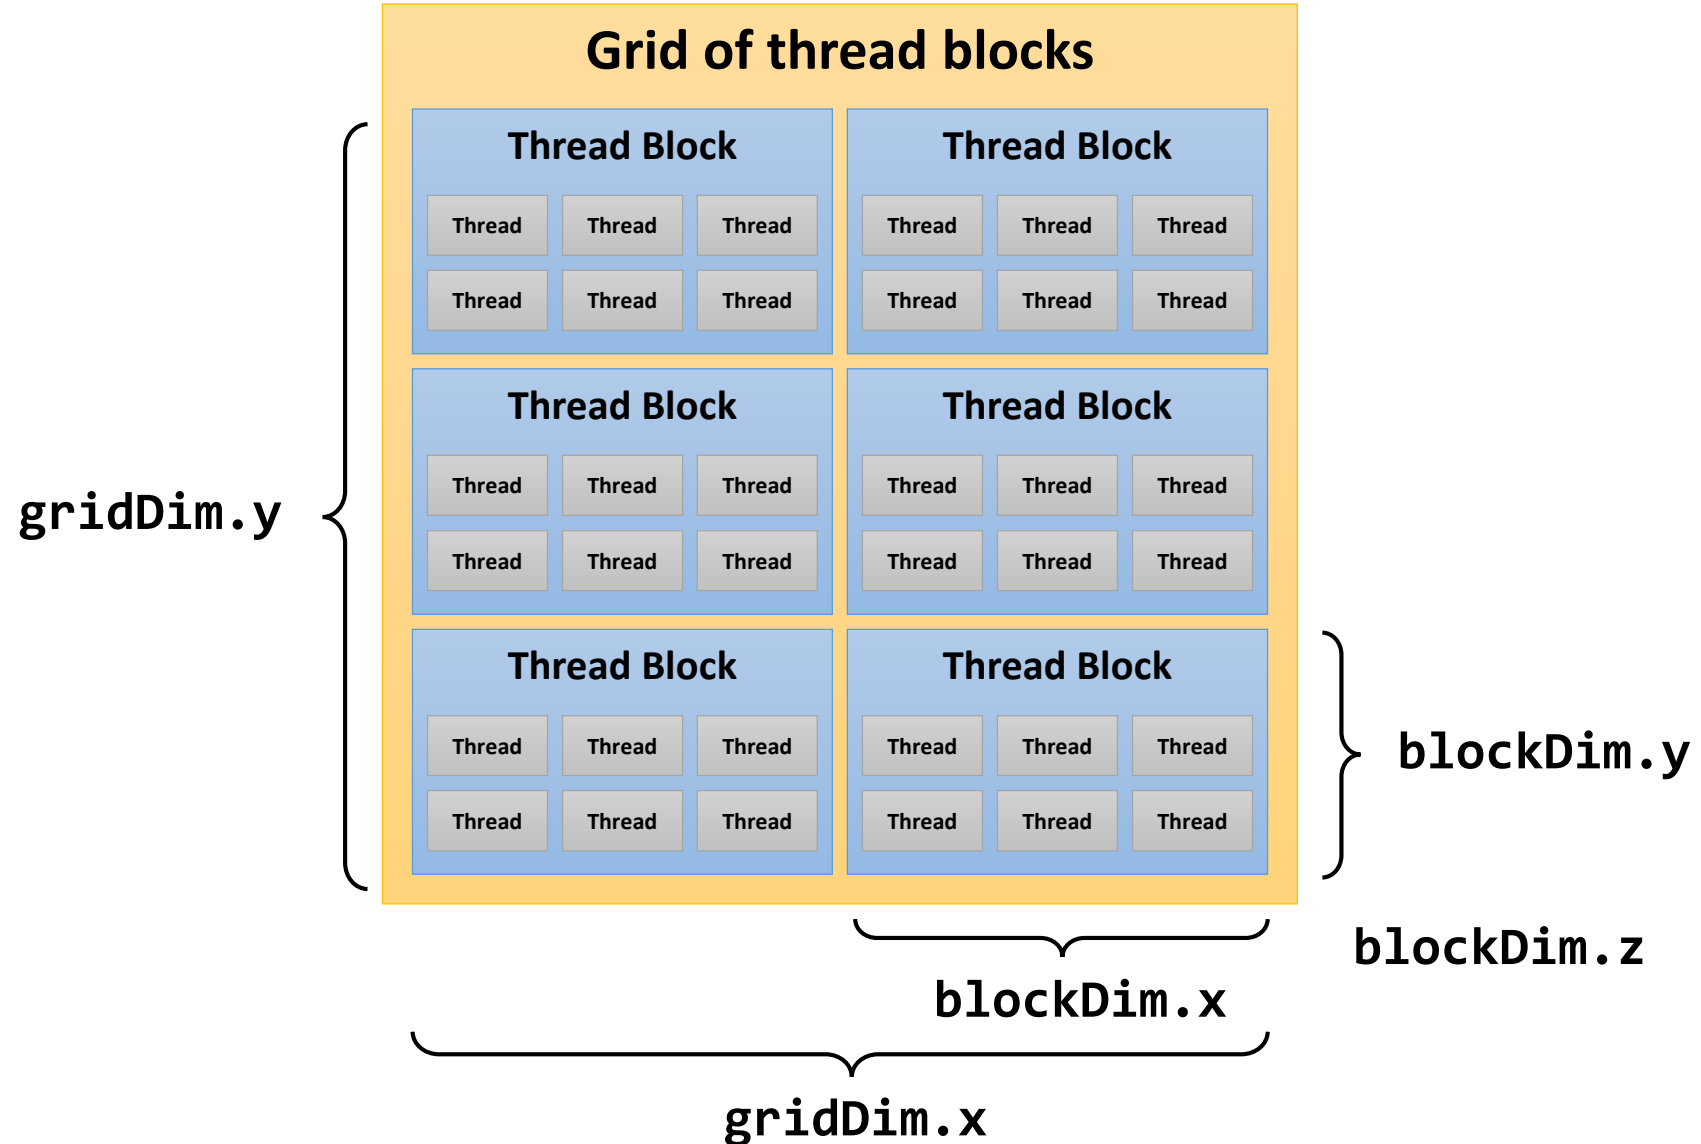 Grid of thread blocks
Thread Block Thread Block
Thread Thread Thread Thread Thread Thread
Thread Thread Thread Thread Thread Thread
Thread Block Thread Block
Thread Thread Thread Thread Thread Thread
gridDim.y
Thread Thread Thread Thread Thread Thread
Thread Block Thread Block
Thread Thread Thread Thread Thread Thread
blockDim.y
Thread Thread Thread Thread Thread Thread
blockDim.z
blockDim.x
gridDim.x